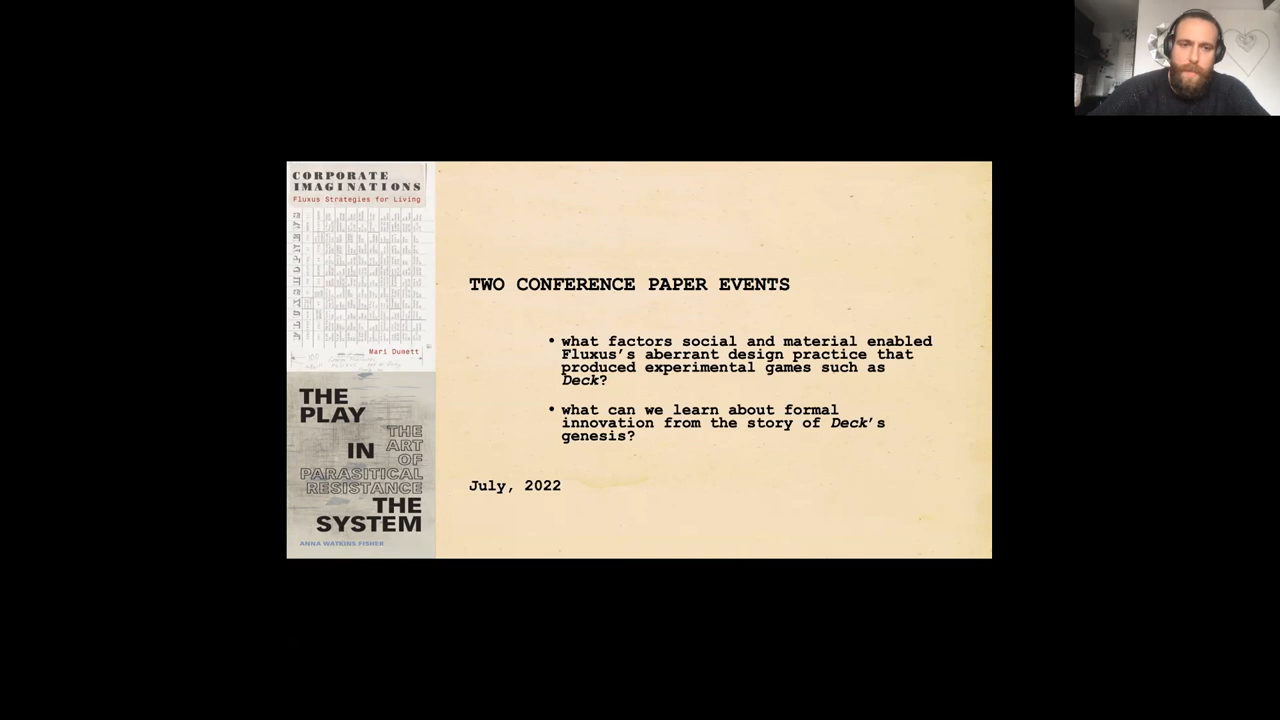 CORPORATE
IMAGINATIONS
Fluxus Strategies for Living
Mari Dumett
THE
PLAY
THE
IN ART
OF
PARASITICAL
RESISTANCE
THE
SYSTEM
ANNA WATKINS FISHER
TWO CONFERENCE PAPER EVENTS
• what factors social and material enabled
Fluxus’s aberrant design practice that
produced experimental games such as
Deck?
• what can we learn about formal
innovation from the story of Deck’s
genesis?
July, 2022